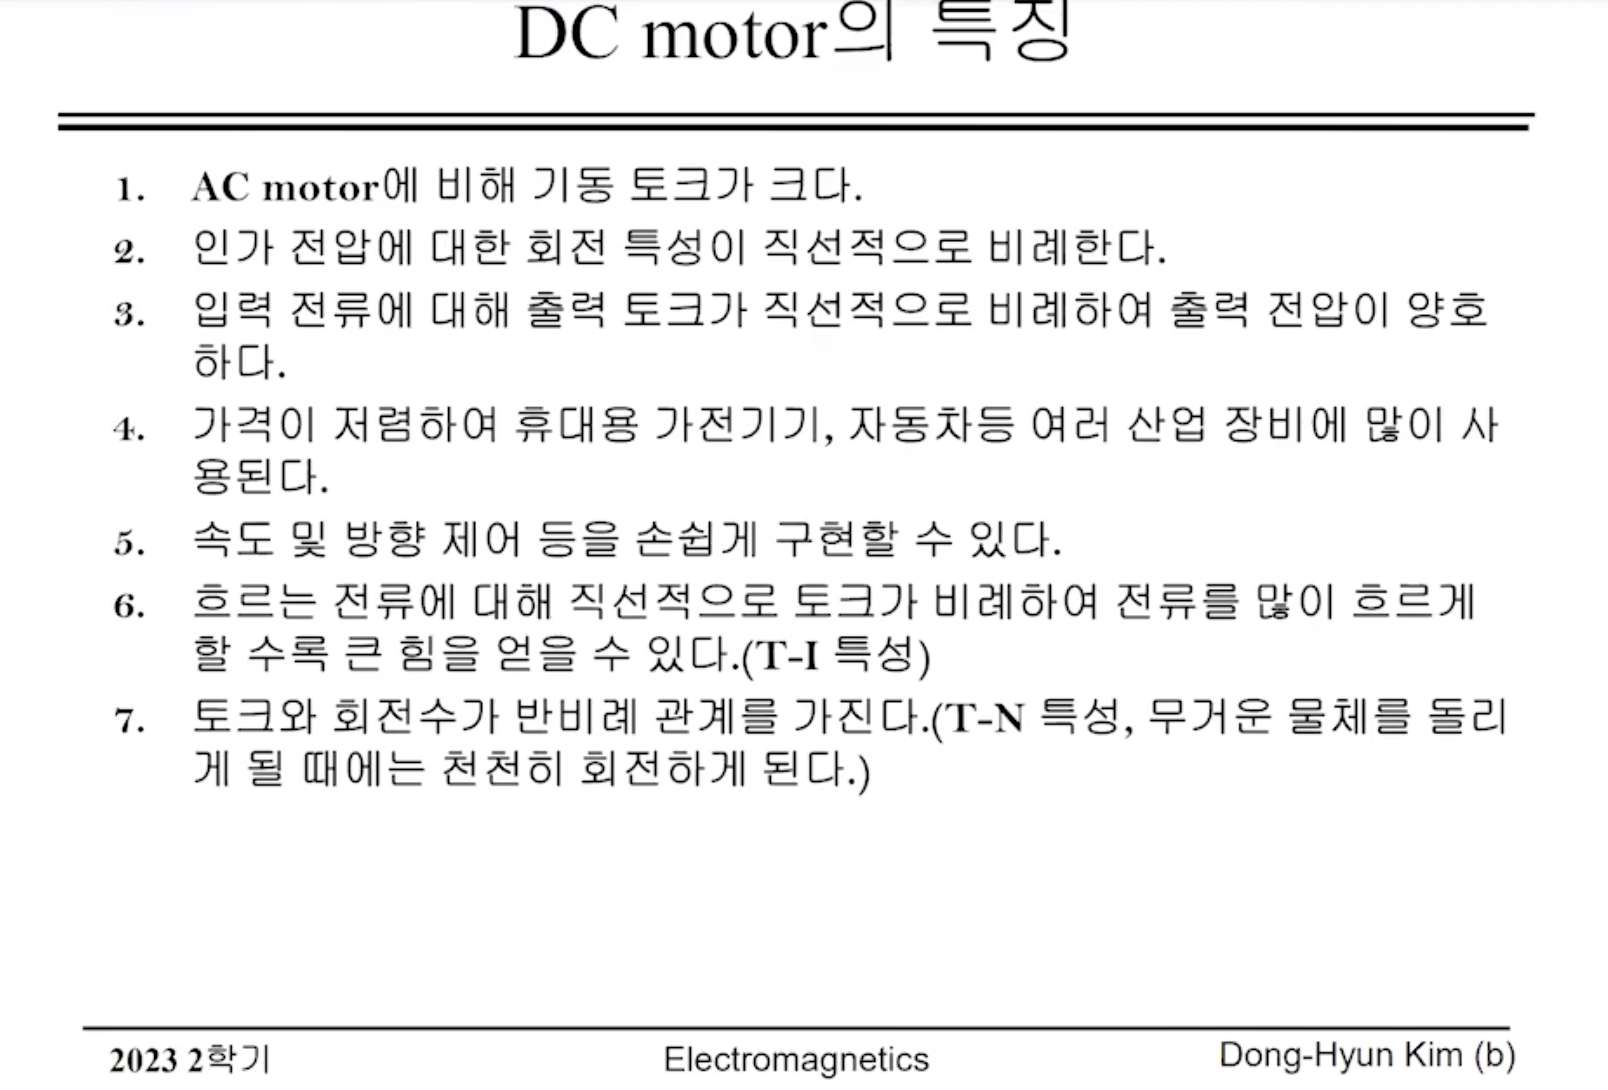 DC motor의 특징
1. AC motor에 비해 기동 토크가 크다.
2. 인가 전압에 대한 회전 특성이 직선적으로 비례한다.
3. 입력 전류에 대해 출력 토크가 직선적으로 비례하여 출력 전압이 양호
하다.
4. 가격이 저렴하여 휴대용 가전기기, 자동차등 여러 산업 장비에 많이 사
용된다.
5. 속도 및 방향 제어 등을 손쉽게 구현할 수 있다.
6. 흐르는 전류에 대해 직선적으로 토크가 비례하여 전류를 많이 흐르게
할 수록 큰 힘을 얻을 수 있다.(T-I 특성)
7. 토크와 회전수가 반비례 관계를 가진다.(T-N 특성, 무거운 물체를 돌리
게 될 때에는 천천히 회전하게 된다.)
2023 2학기
Electromagnetics
Dong-Hyun Kim (b)